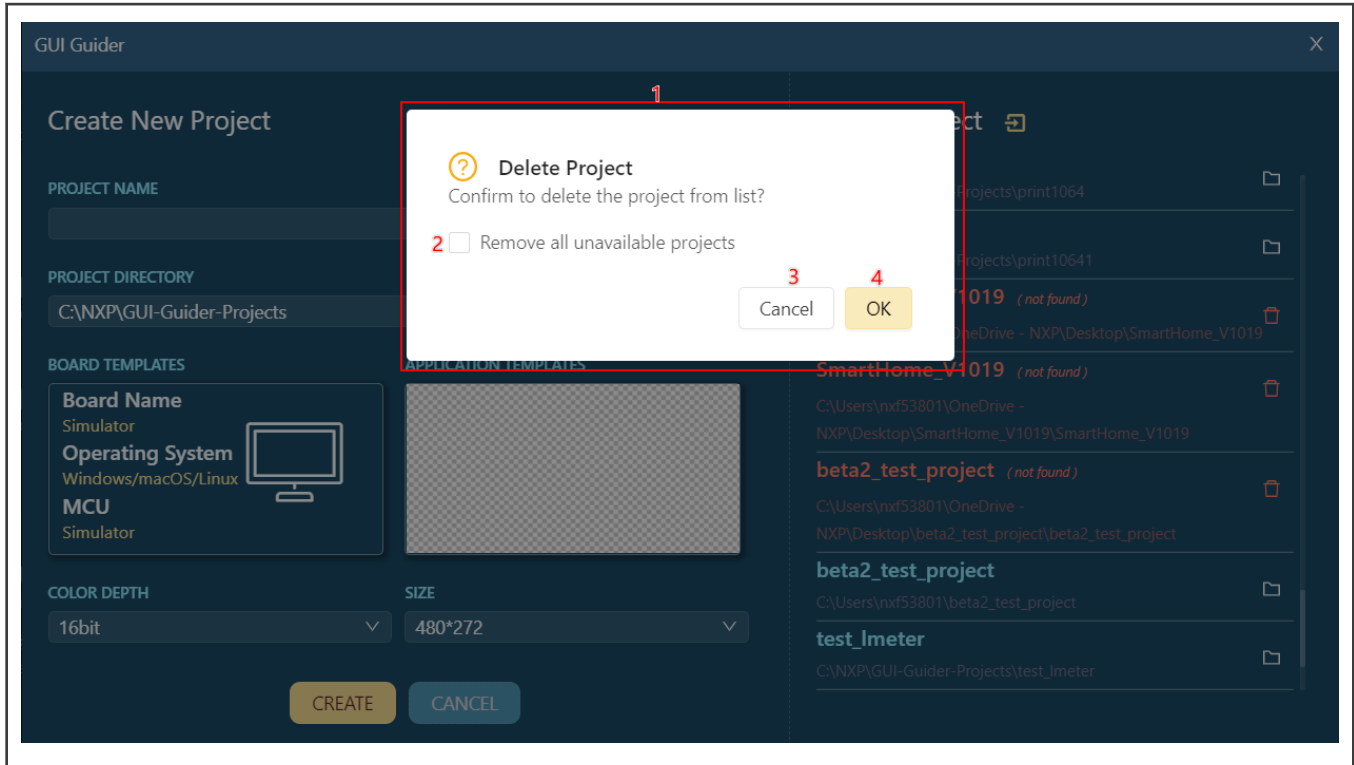 GUI Guider
X
1
Create New Project
ect
Delete Project
Confirm to delete the project from list?
2 Remove all unavailable projects
3 4
Cancel OK
PROJECT NAME
PROJECT DIRECTORY
C:\NXP\GUI-Guider-Projects
BOARD TEMPLATES
APPLICATION TEMPLATES
Board Name
Simulator
Operating System
Windows/macOS/Linux
MCU
Simulator
COLOR DEPTH
SIZE
16bit
480*272
CREATE
CANCEL
Projects\print1064
Projects\print10641
1019 (not found)
OneDrive - NXP\Desktop\SmartHome_V1019
SmartHome_V1019 (not found)
C:\Users\nxf53801\OneDrive -
NXP\Desktop\SmartHome_V1019\SmartHome_V1019
beta2_test_project (not found)
C:\Users\nxf53801\OneDrive -
NXP\Desktop\beta2_test_project\beta2_test_project
beta2_test_project
C:\Users\nxf53801\beta2_test_project
test_lmeter
C:\NXP\GUI-Guider-Projects\test_lmeter